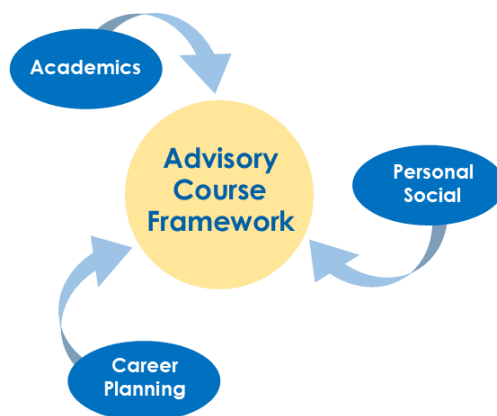 Academics
Advisory
Course
Framework
Personal
Social
Career
Planning